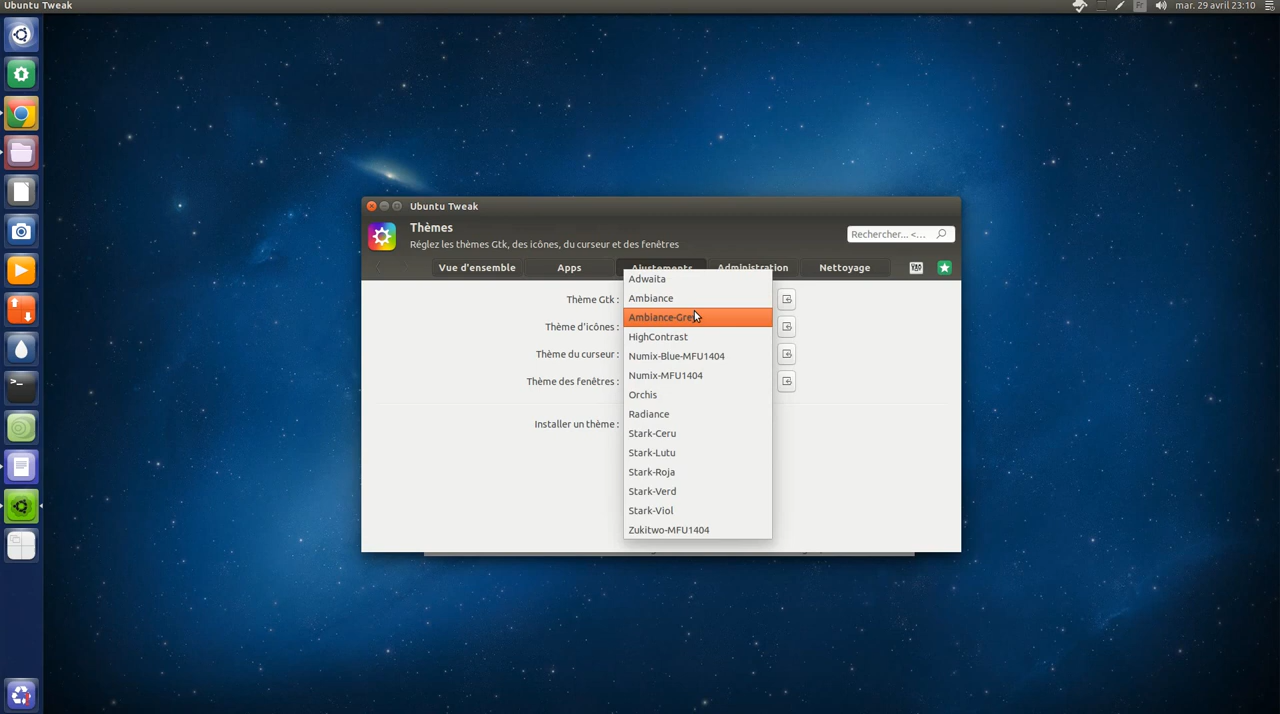 Ubuntu Tweak
Fr
mar. 29 avril 23:10
Ubuntu Tweak
Thèmes
Réglez les thèmes Gtk, des icônes, du curseur et des fenêtres
Rechercher... <...
Vue d'ensemble
Apps
Ajustements
Administration
Nettoyage
Thème Gtk :
Thème d'icônes :
Thème du curseur :
Thème des fenêtres :
Installer un thème :
Adwaita
Ambiance
HighContrast
Numix-Blue-MFU1404
Numix-MFU1404
Orchis
Radiance
Stark-Ceru
Stark-Lutu
Stark-Roja
Stark-Verd
Stark-Viol
Zukitwo-MFU1404